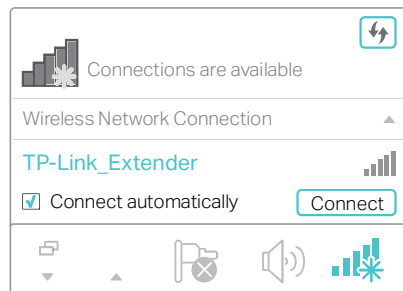 Connections are available
Wireless Network Connection
TP-Link_Extender
Connect automatically
Connect